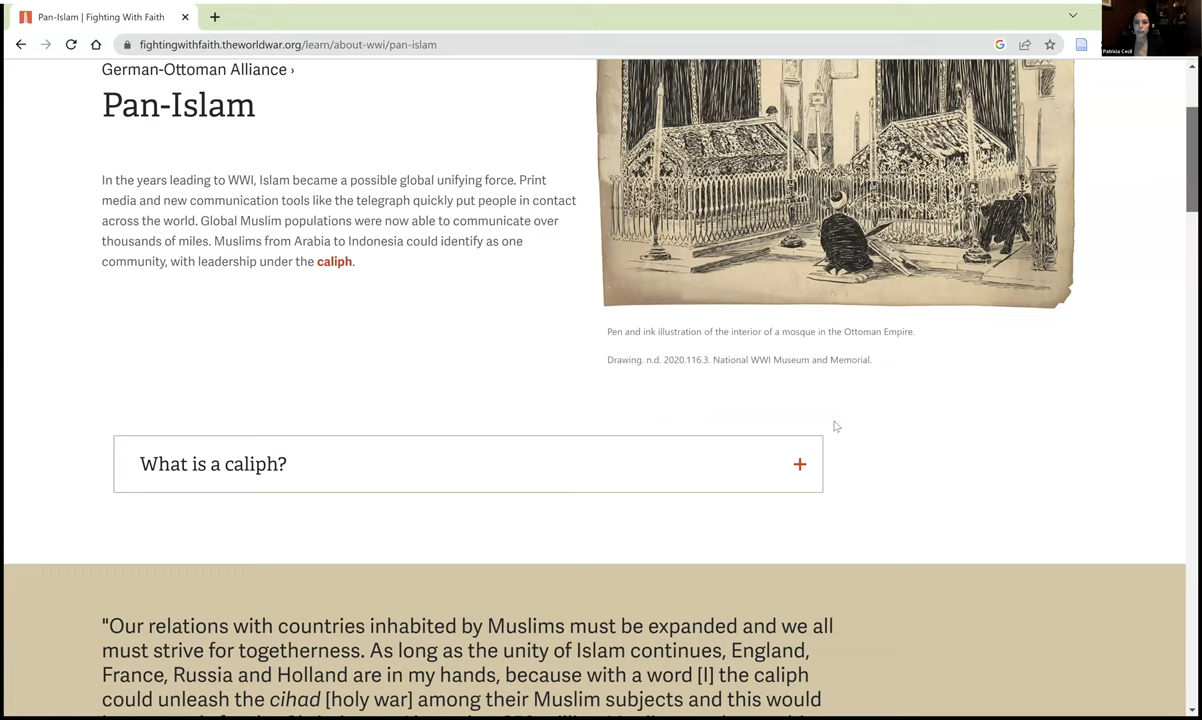 Pan-Islam | Fighting With Faith
fightingwithfaith.theworldwar.org/learn/about-wwi/pan-islam
Patricia Cecil
German-Ottoman Alliance ›
Pan-Islam
In the years leading to WWI, Islam became a possible global unifying force. Print
media and new communication tools like the telegraph quickly put people in contact
across the world. Global Muslim populations were now able to communicate over
thousands of miles. Muslims from Arabia to Indonesia could identify as one
community, with leadership under the caliph.
Pen and ink illustration of the interior of a mosque in the Ottoman Empire.
Drawing. n.d. 2020.116.3. National WWI Museum and Memorial.
What is a caliph?
"Our relations with countries inhabited by Muslims must be expanded and we all
must strive for togetherness. As long as the unity of Islam continues, England,
France, Russia and Holland are in my hands, because with a word [I] the caliph
could unleash the cihad [holy war] among their Muslim subjects and this would